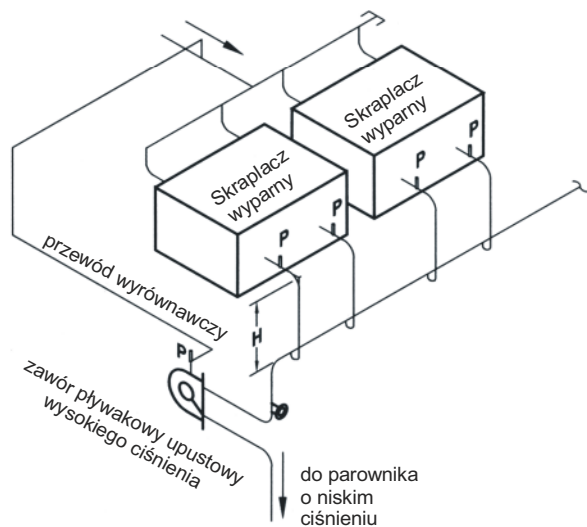 Skraplacz
wyparny
Skraplacz
wyparny
P
P
P
P
przewód wyrównawczy
H
P
zawór pływakowy upustowy
wysokiego ciśnienia
do parownika
o niskim
ciśnieniu